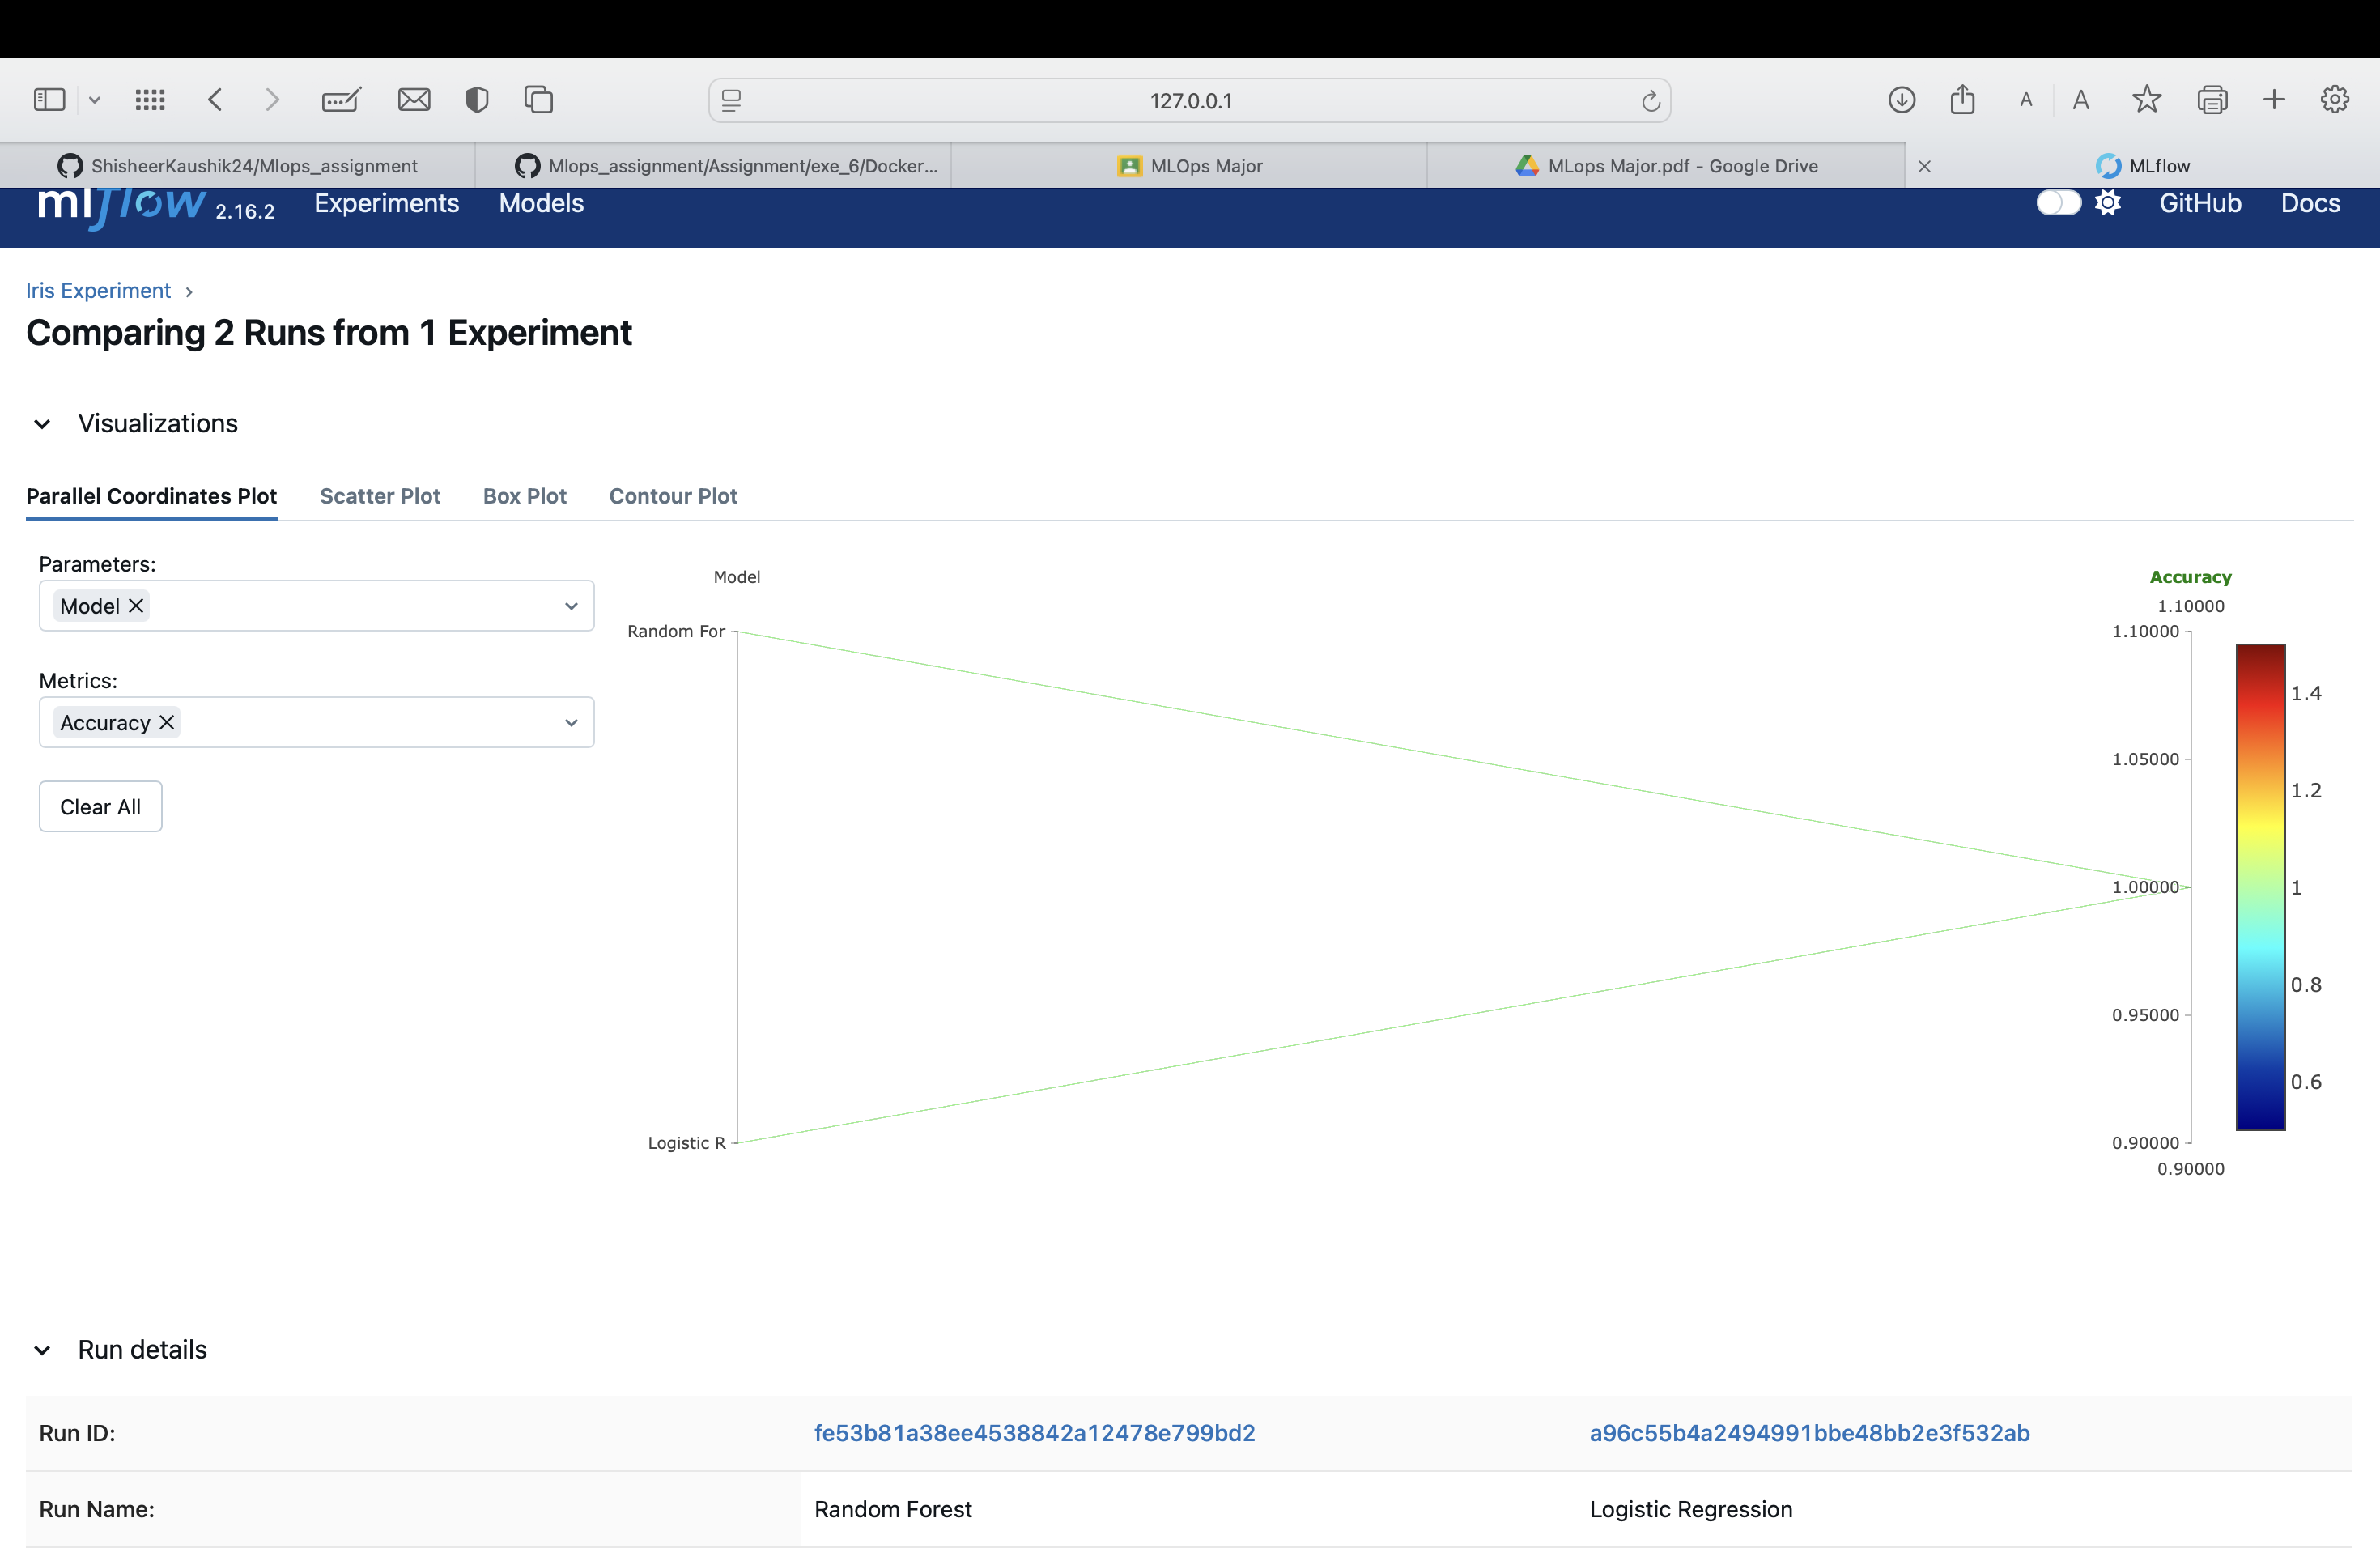 127.0.0.1
A A
ShisheerKaushik24/Mlops_assignment Mlops_assignment/Assignment/exe_6/Docker... MLOps Major MLops Major.pdf - Google Drive MLflow
mlflow 2.16.2 Experiments Models GitHub Docs
Iris Experiment
Comparing 2 Runs from 1 Experiment
Visualizations
Parallel Coordinates Plot Scatter Plot Box Plot Contour Plot
Parameters:
Model
Metrics:
Accuracy
Clear All
Model
Random For
Logistic R
Accuracy
1.10000
1.10000
1.05000
1.00000
0.95000
0.90000
0.90000
1.4
1.2
1
0.8
0.6
Run details
Run ID: fe53b81a38ee4538842a12478e799bd2 a96c55b4a2494991bbe48bb2e3f532ab
Run Name: Random Forest Logistic Regression